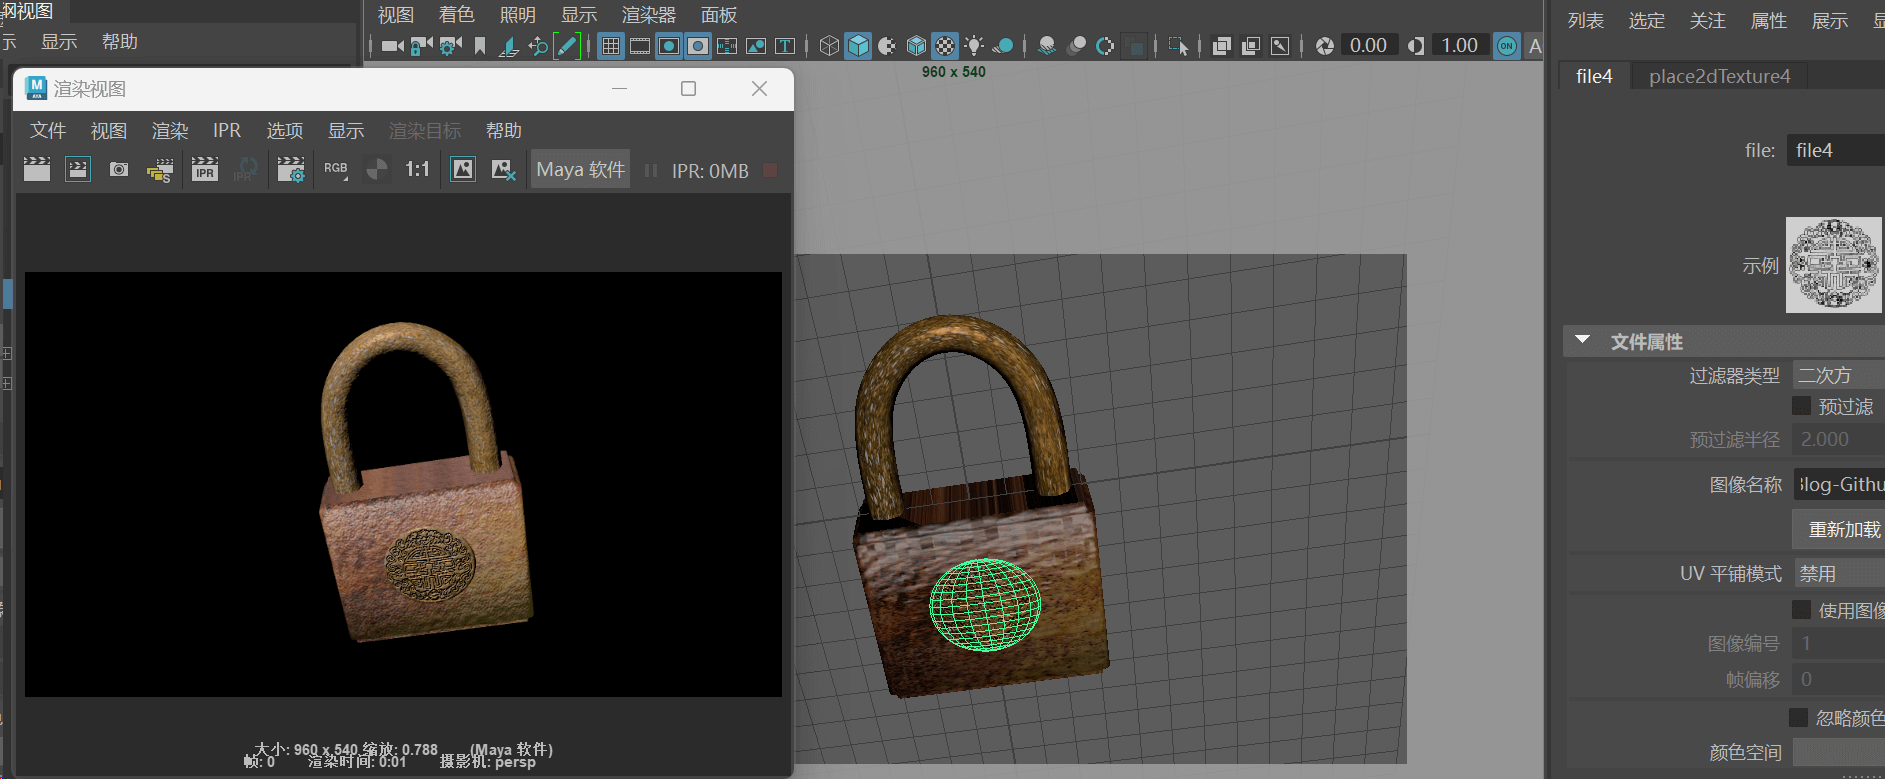 纲视图
示 显示 帮助
视图 着色 照明 显示 渲染器 面板
0.00 1.00 ON
960 x 540
M
AYA
渲染视图
文件 视图 渲染 IPR 选项 显示 渲染目标 帮助
IPR IPR RGB 1:1 Maya 软件 IPR: 0MB
大小: 960 x 540 缩放: 0.788 (Maya 软件)
帧: 0 渲染时间: 0:01 摄影机: persp
列表 选定 关注 属性 展示 显
file4 place2dTexture4
file: file4
示例
文件属性
过滤器类型 二次方
预过滤
预过滤半径 2.000
图像名称 Blog-Githu
重新加载
UV 平铺模式 禁用
使用图像
图像编号 1
帧偏移 0
忽略颜色
颜色空间